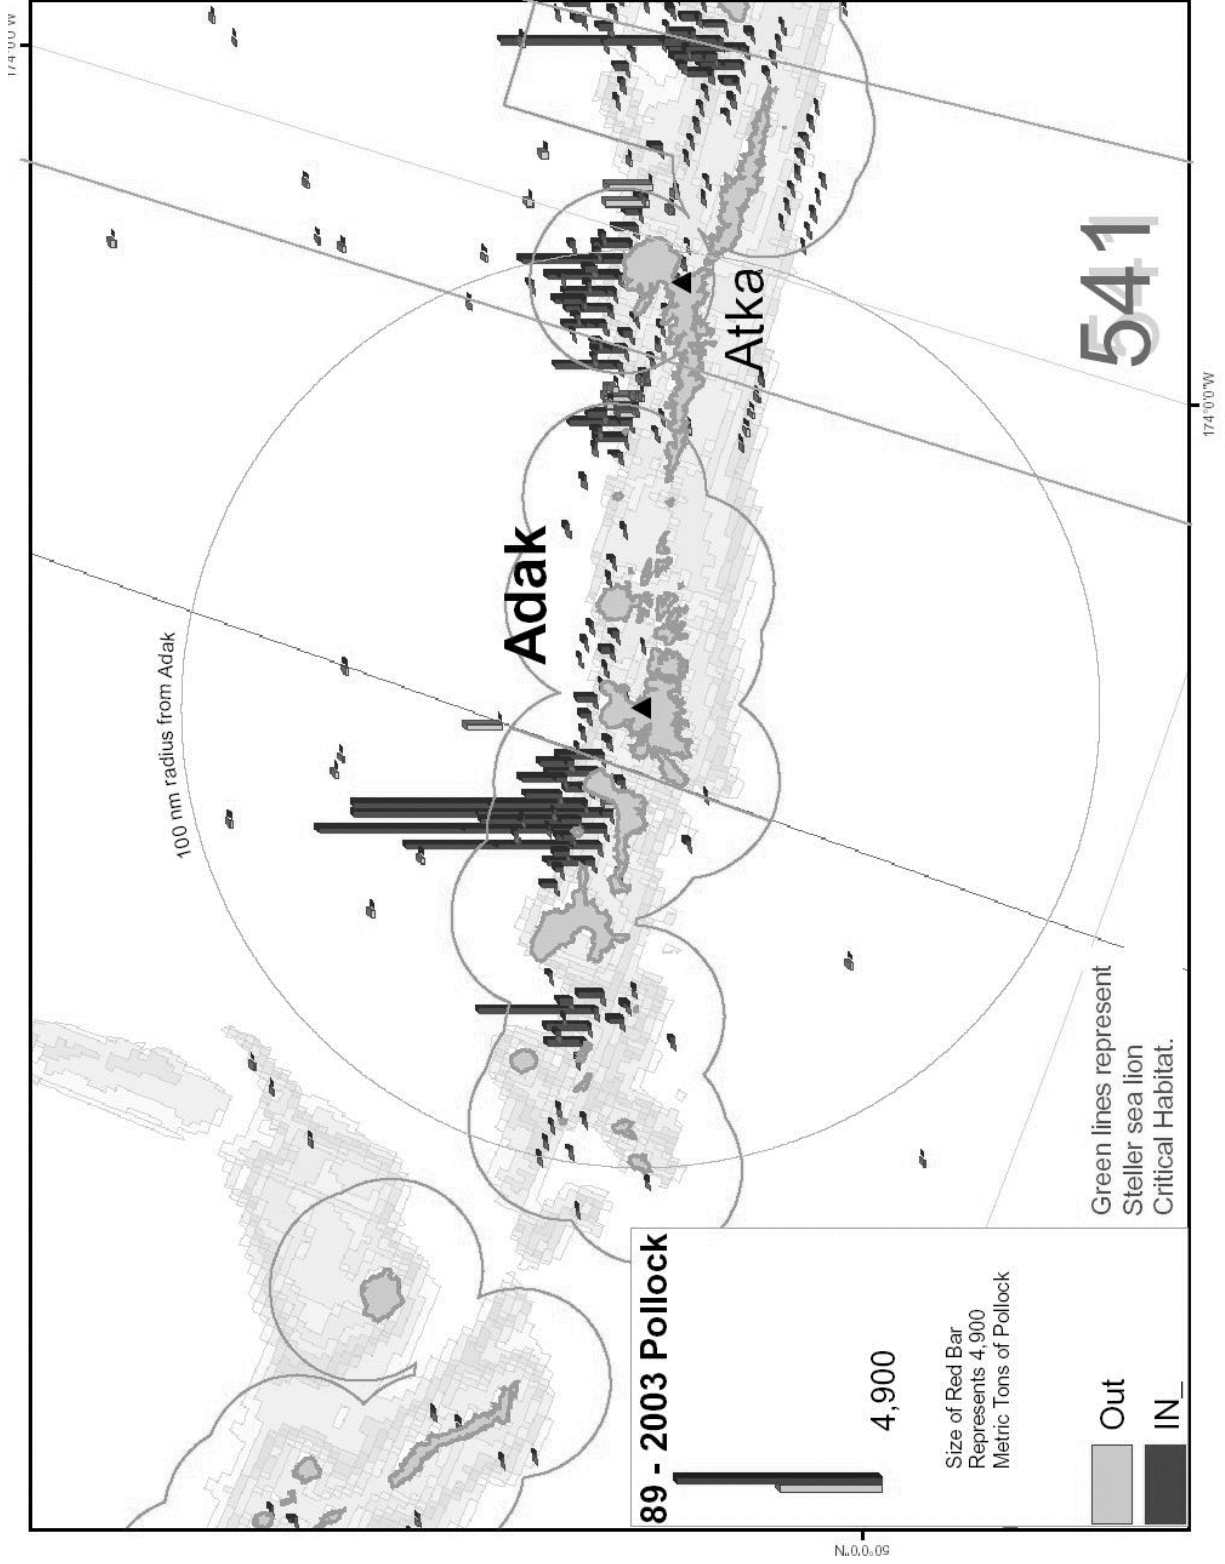 174°0'0"W
100 nm radius from Adak
Adak
Atka
541
174°0'0"W
89 - 2003 Pollock
4,900
Size of Red Bar
Represents 4,900
Metric Tons of Pollock
Out
IN_
Green lines represent
Steller sea lion
Critical Habitat.
50°0'0"N